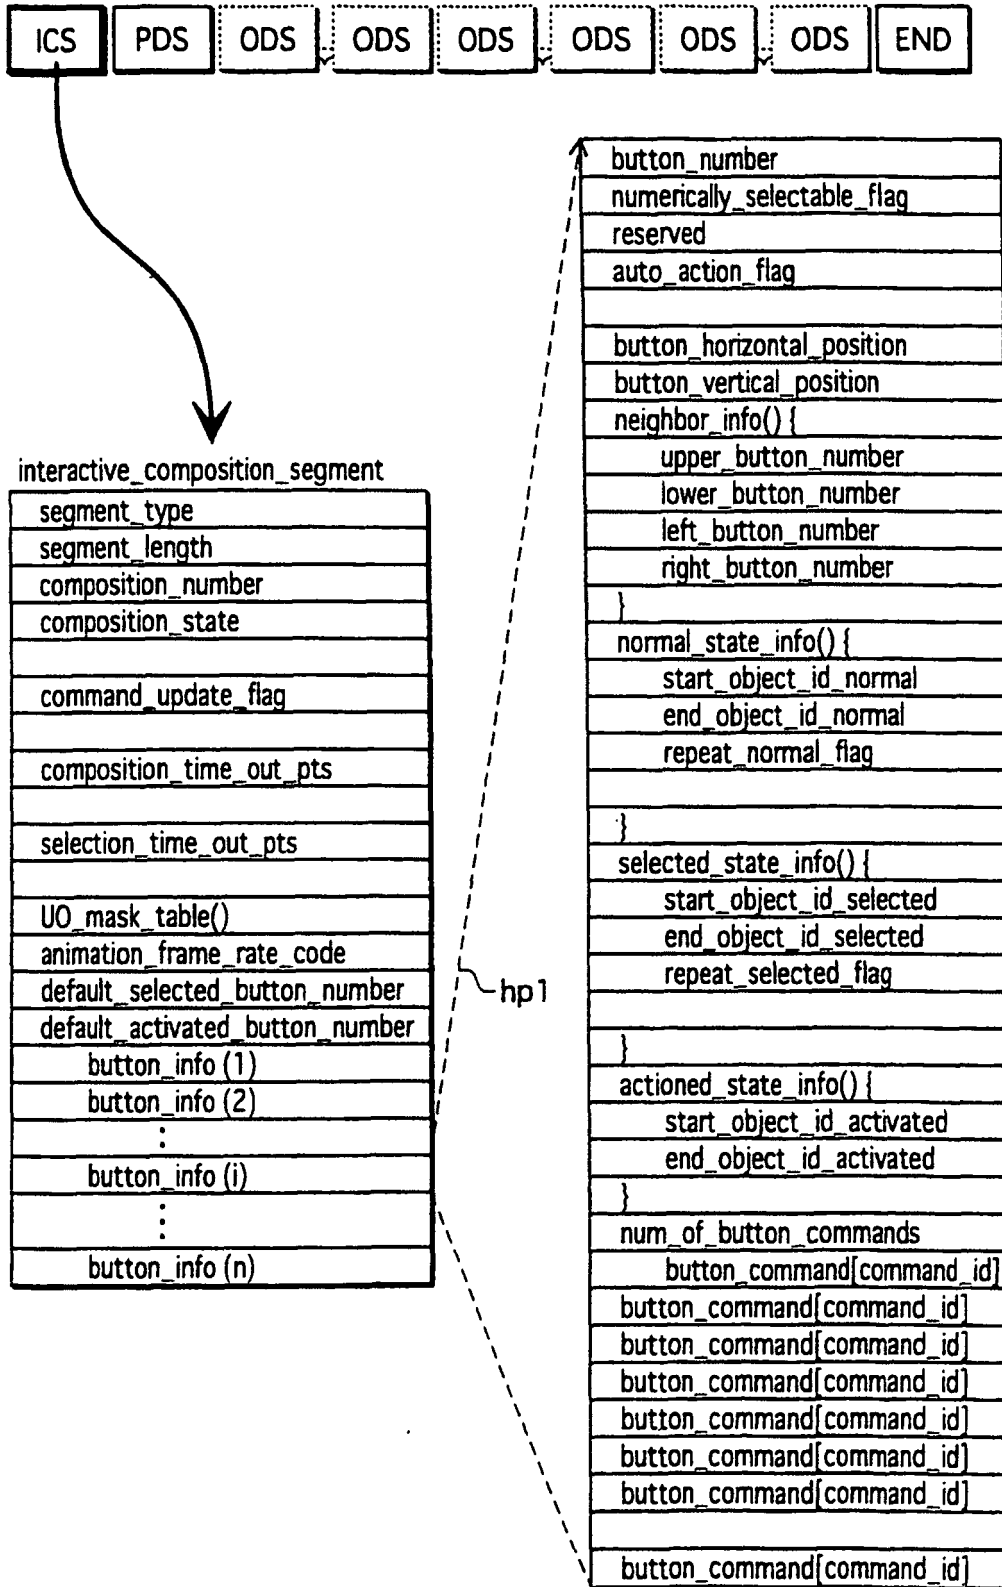 ICS PDS ODS ODS ODS ODS ODS ODS END
interactive_composition_segment
segment_type
segment_length
composition_number
composition_state
command_update_flag
composition_time_out_pts
selection_time_out_pts
UO_mask_table()
animation_frame_rate_code
default_selected_button_number
default_activated_button_number
button_info (1)
button_info (2)
⋮
button_info (i)
⋮
button_info (n)
hp1
button_number
numerically_selectable_flag
reserved
auto_action_flag
button_horizontal_position
button_vertical_position
neighbor_info() {
upper_button_number
lower_button_number
left_button_number
right_button_number
}
normal_state_info() {
start_object_id_normal
end_object_id_normal
repeat_normal_flag
}
selected_state_info() {
start_object_id_selected
end_object_id_selected
repeat_selected_flag
}
actioned_state_info() {
start_object_id_activated
end_object_id_activated
}
num_of_button_commands
button_command[command_id]
button_command[command_id]
button_command[command_id]
button_command[command_id]
button_command[command_id]
button_command[command_id]
button_command[command_id]
button_command[command_id]